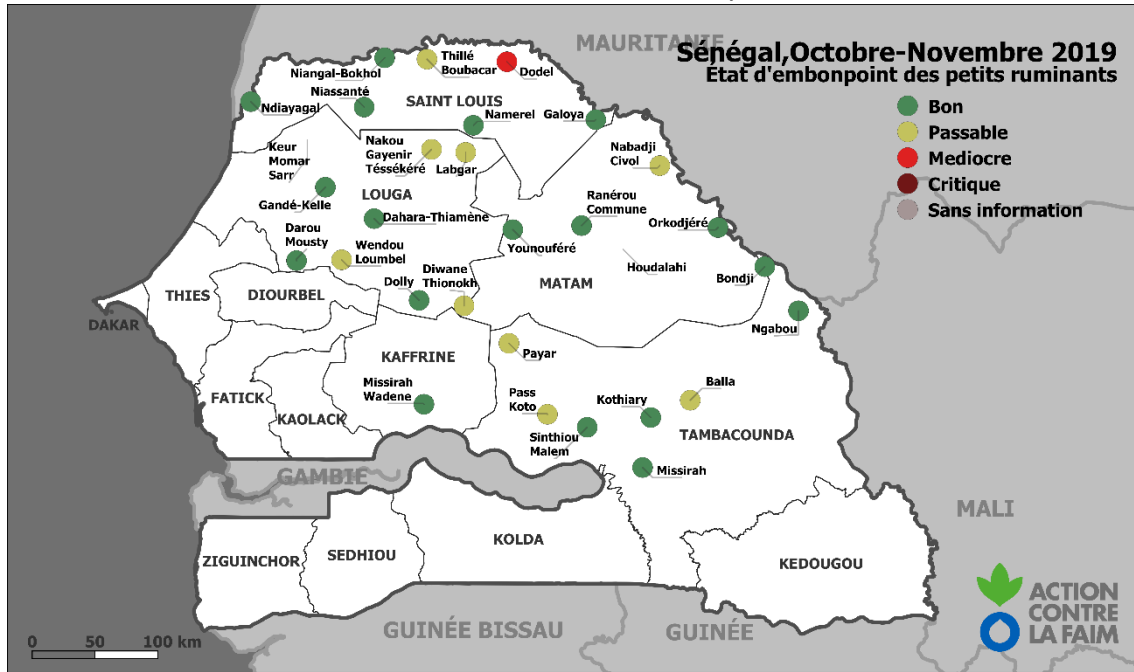 MAURITANIE
Sénégal,Octobre-Novembre 2019
Etat d'embonpoint des petits ruminants
Bon
Passable
Mediocre
Critique
Sans information
Niangal-Bokhol
Thillé
Boubacar
Dodel
Ndiayagal
Niassanté
SAINT LOUIS
Namerel
Galoya
Keur
Momar
Sarr
Nakou
Gayenir
Téssékéré
Labgar
Nabadji
Civol
Gandé-Kelle
LOUGA
Ranérou
Commune
Dahara-Thiamène
Orkodjéré
Younouféré
Darou
Mousty
Wendou
Loumbel
Houdalahi
Bondji
Diwane
Thionokh
Dolly
MATAM
THIES
DIOURBEL
DAKAR
Ngabou
Payar
KAFFRINE
FATICK
KAOLACK
Missirah
Wadene
Pass
Koto
Kothiary
Balla
Sinthiou
Malem
TAMBACOUNDA
Missirah
GAMBIE
MALI
ZIGUINCHOR
SEDHIOU
KOLDA
KEDOUGOU
GUINÉE BISSAU
GUINÉE
0 50 100 km
ACTION
CONTRE
LA FAIM